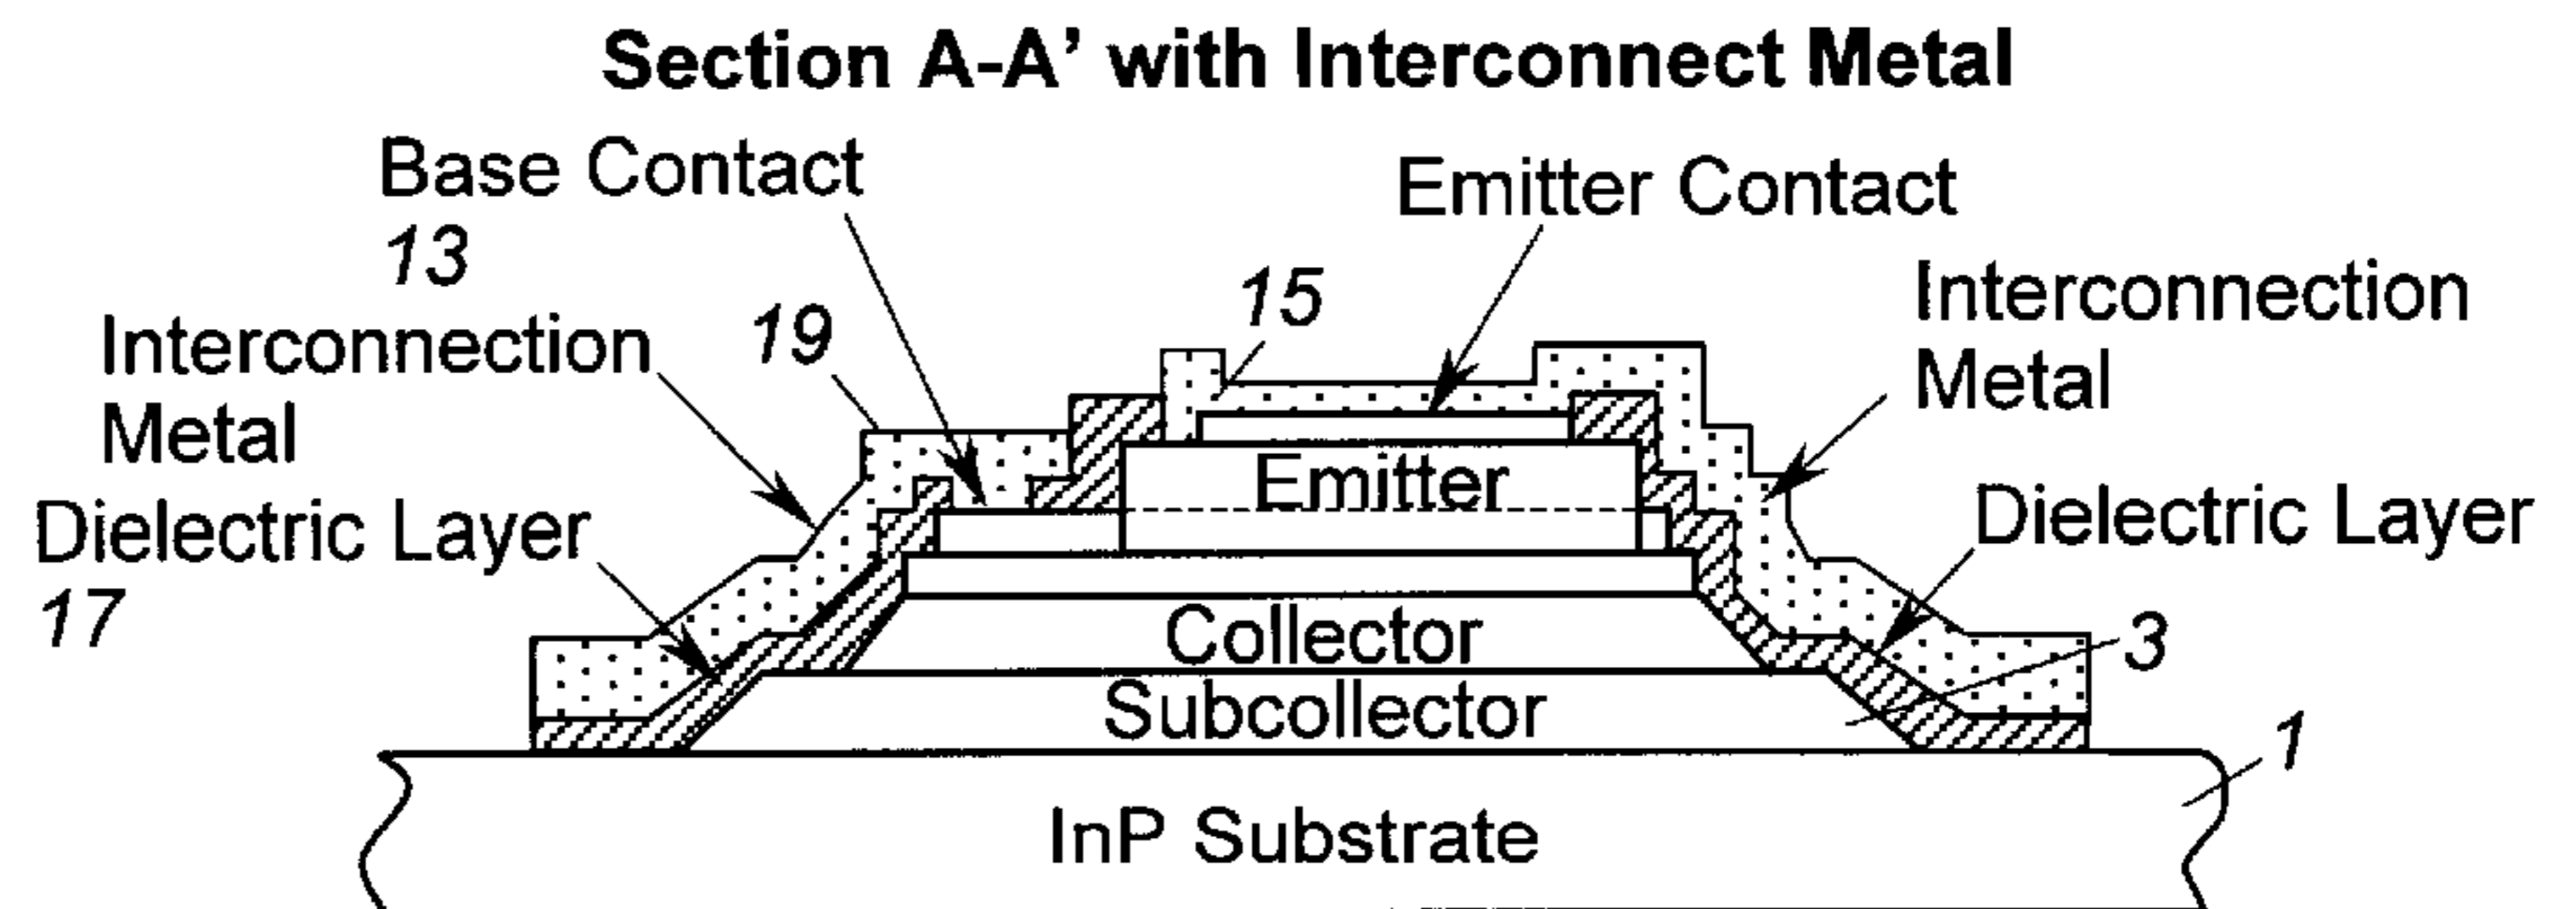 Section A-A’ with Interconnect Metal
Base Contact
13
Emitter Contact
15
19
Interconnection
Metal
Interconnection
Metal
Dielectric Layer
17
Emitter
Dielectric Layer
Collector
3
Subcollector
1
InP Substrate